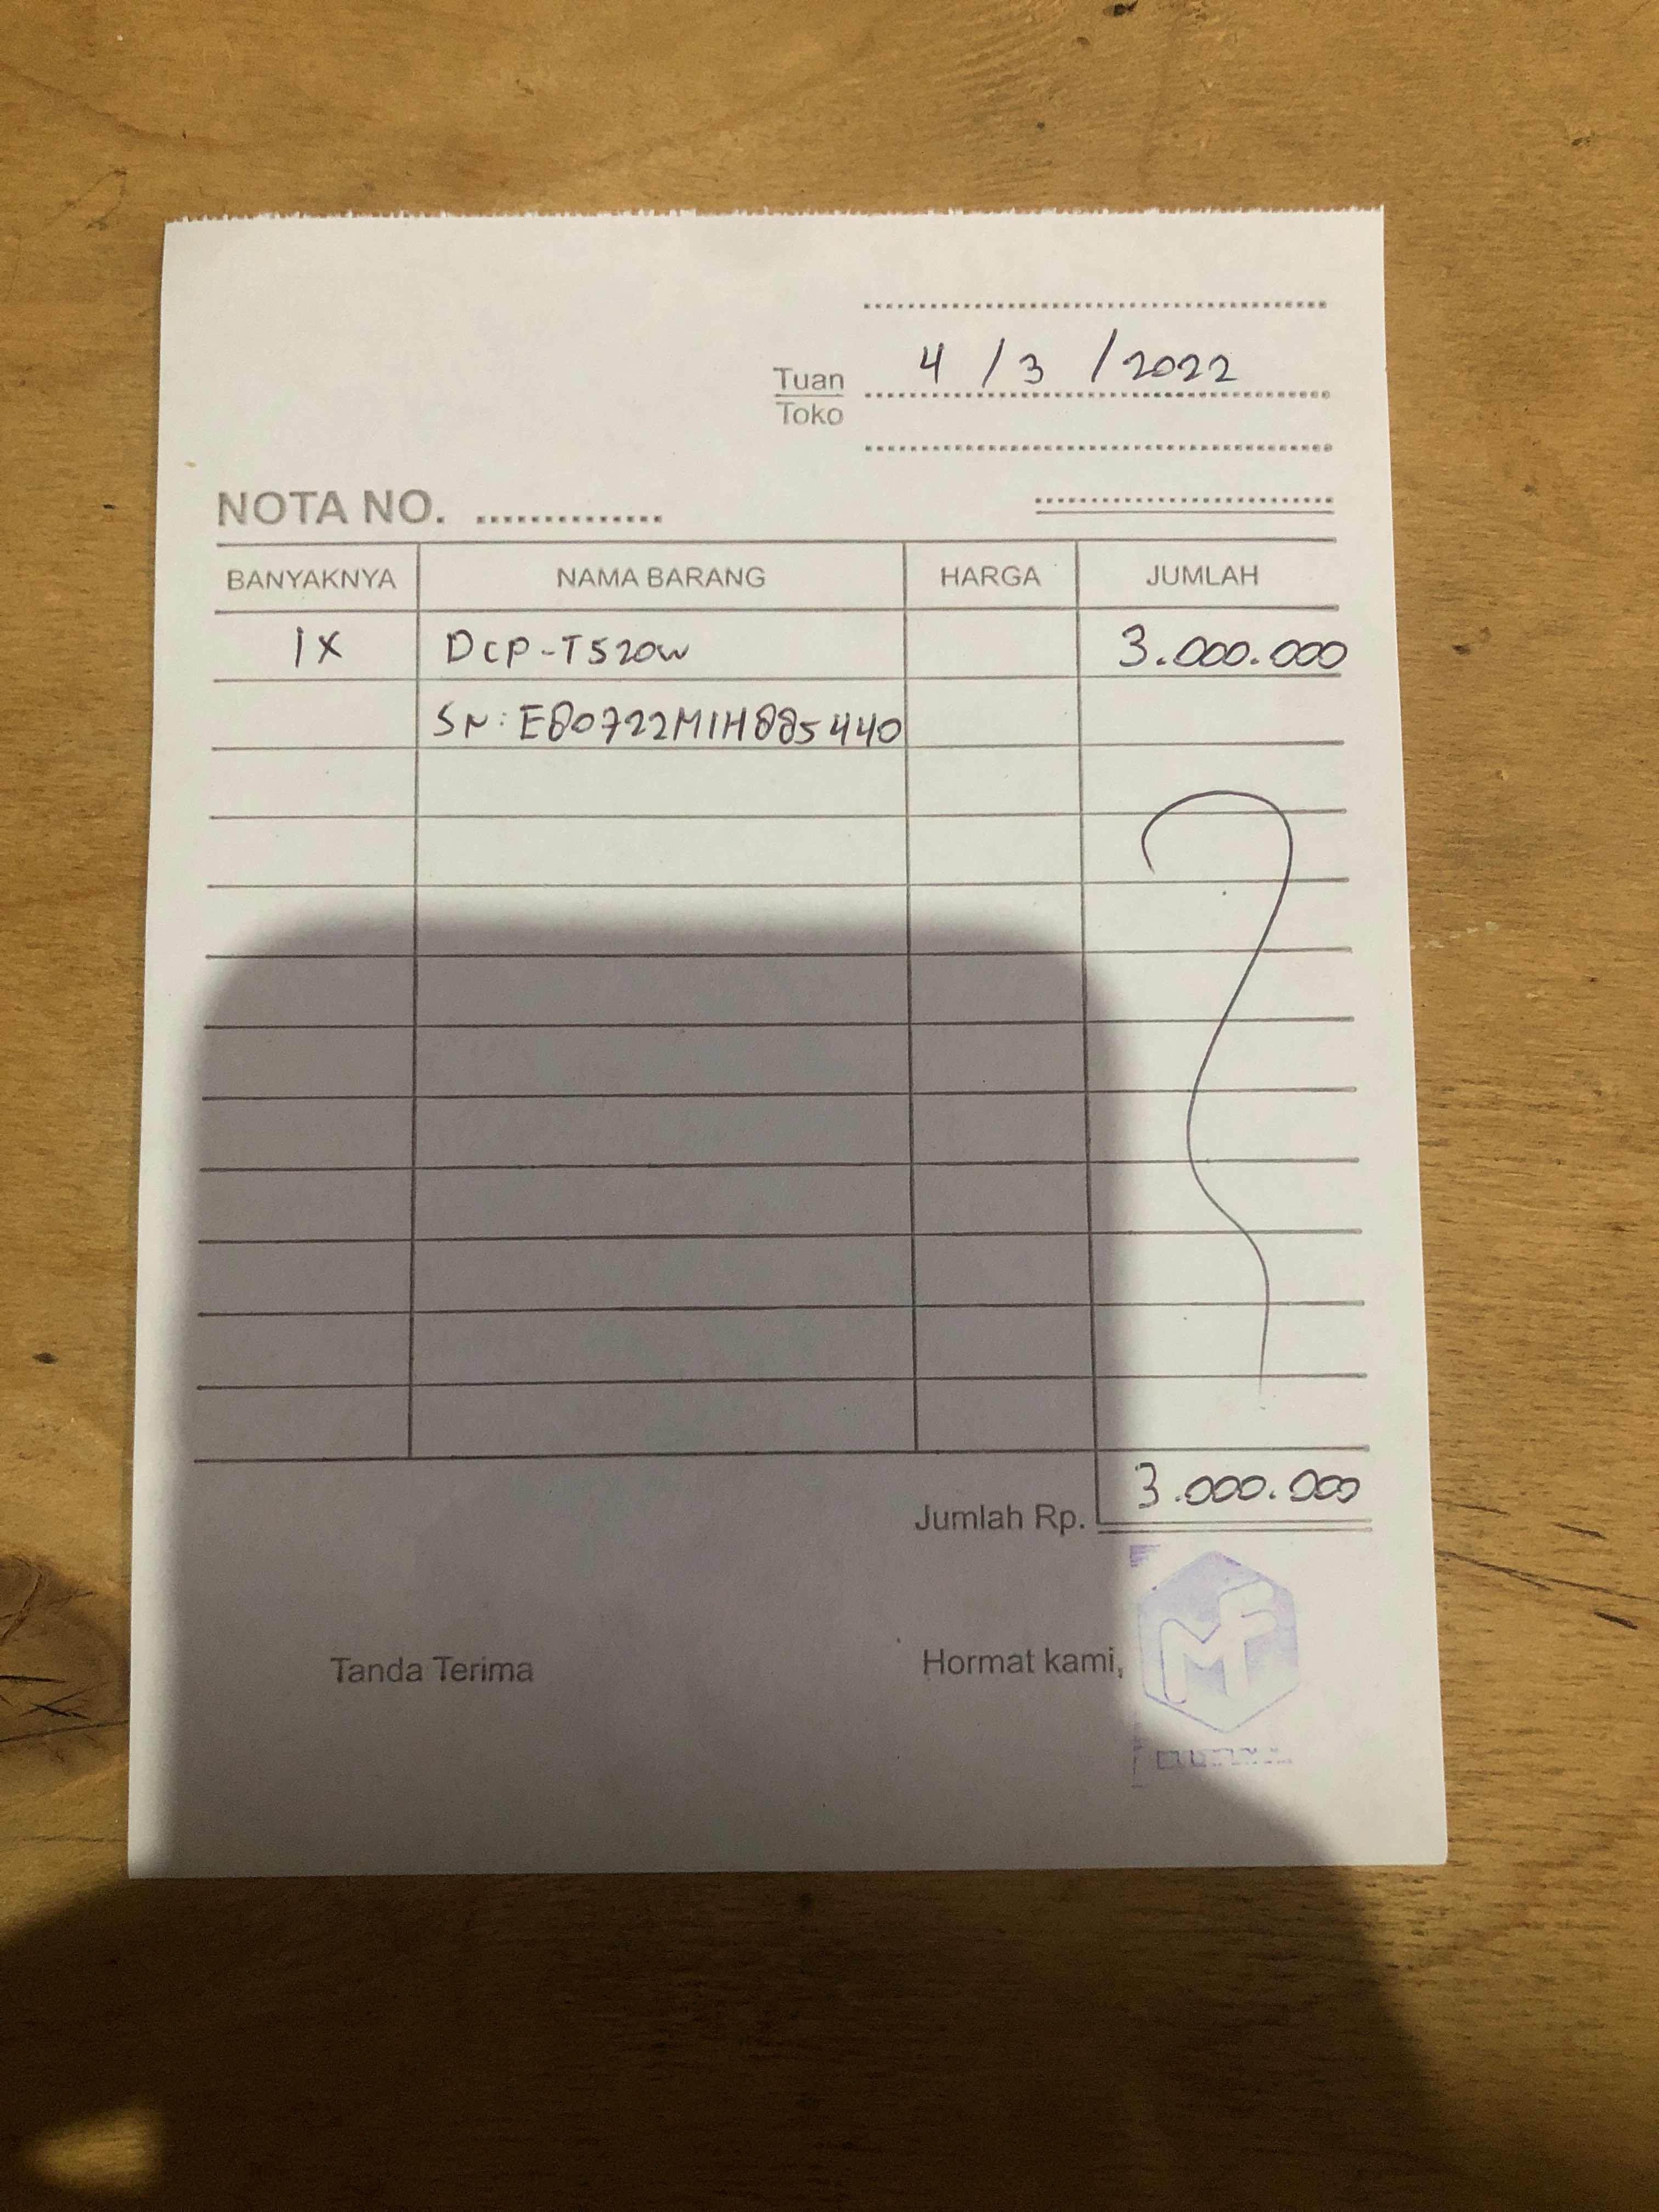 4 / 3 / 2022
Tuan
Toko
NOTA NO.
BANYAKNYA NAMA BARANG HARGA JUMLAH
1X DCP-T520W 3.000.000
SN: E80722M1H885440
Jumlah Rp. 3.000.000
Tanda Terima Hormat kami,
MF